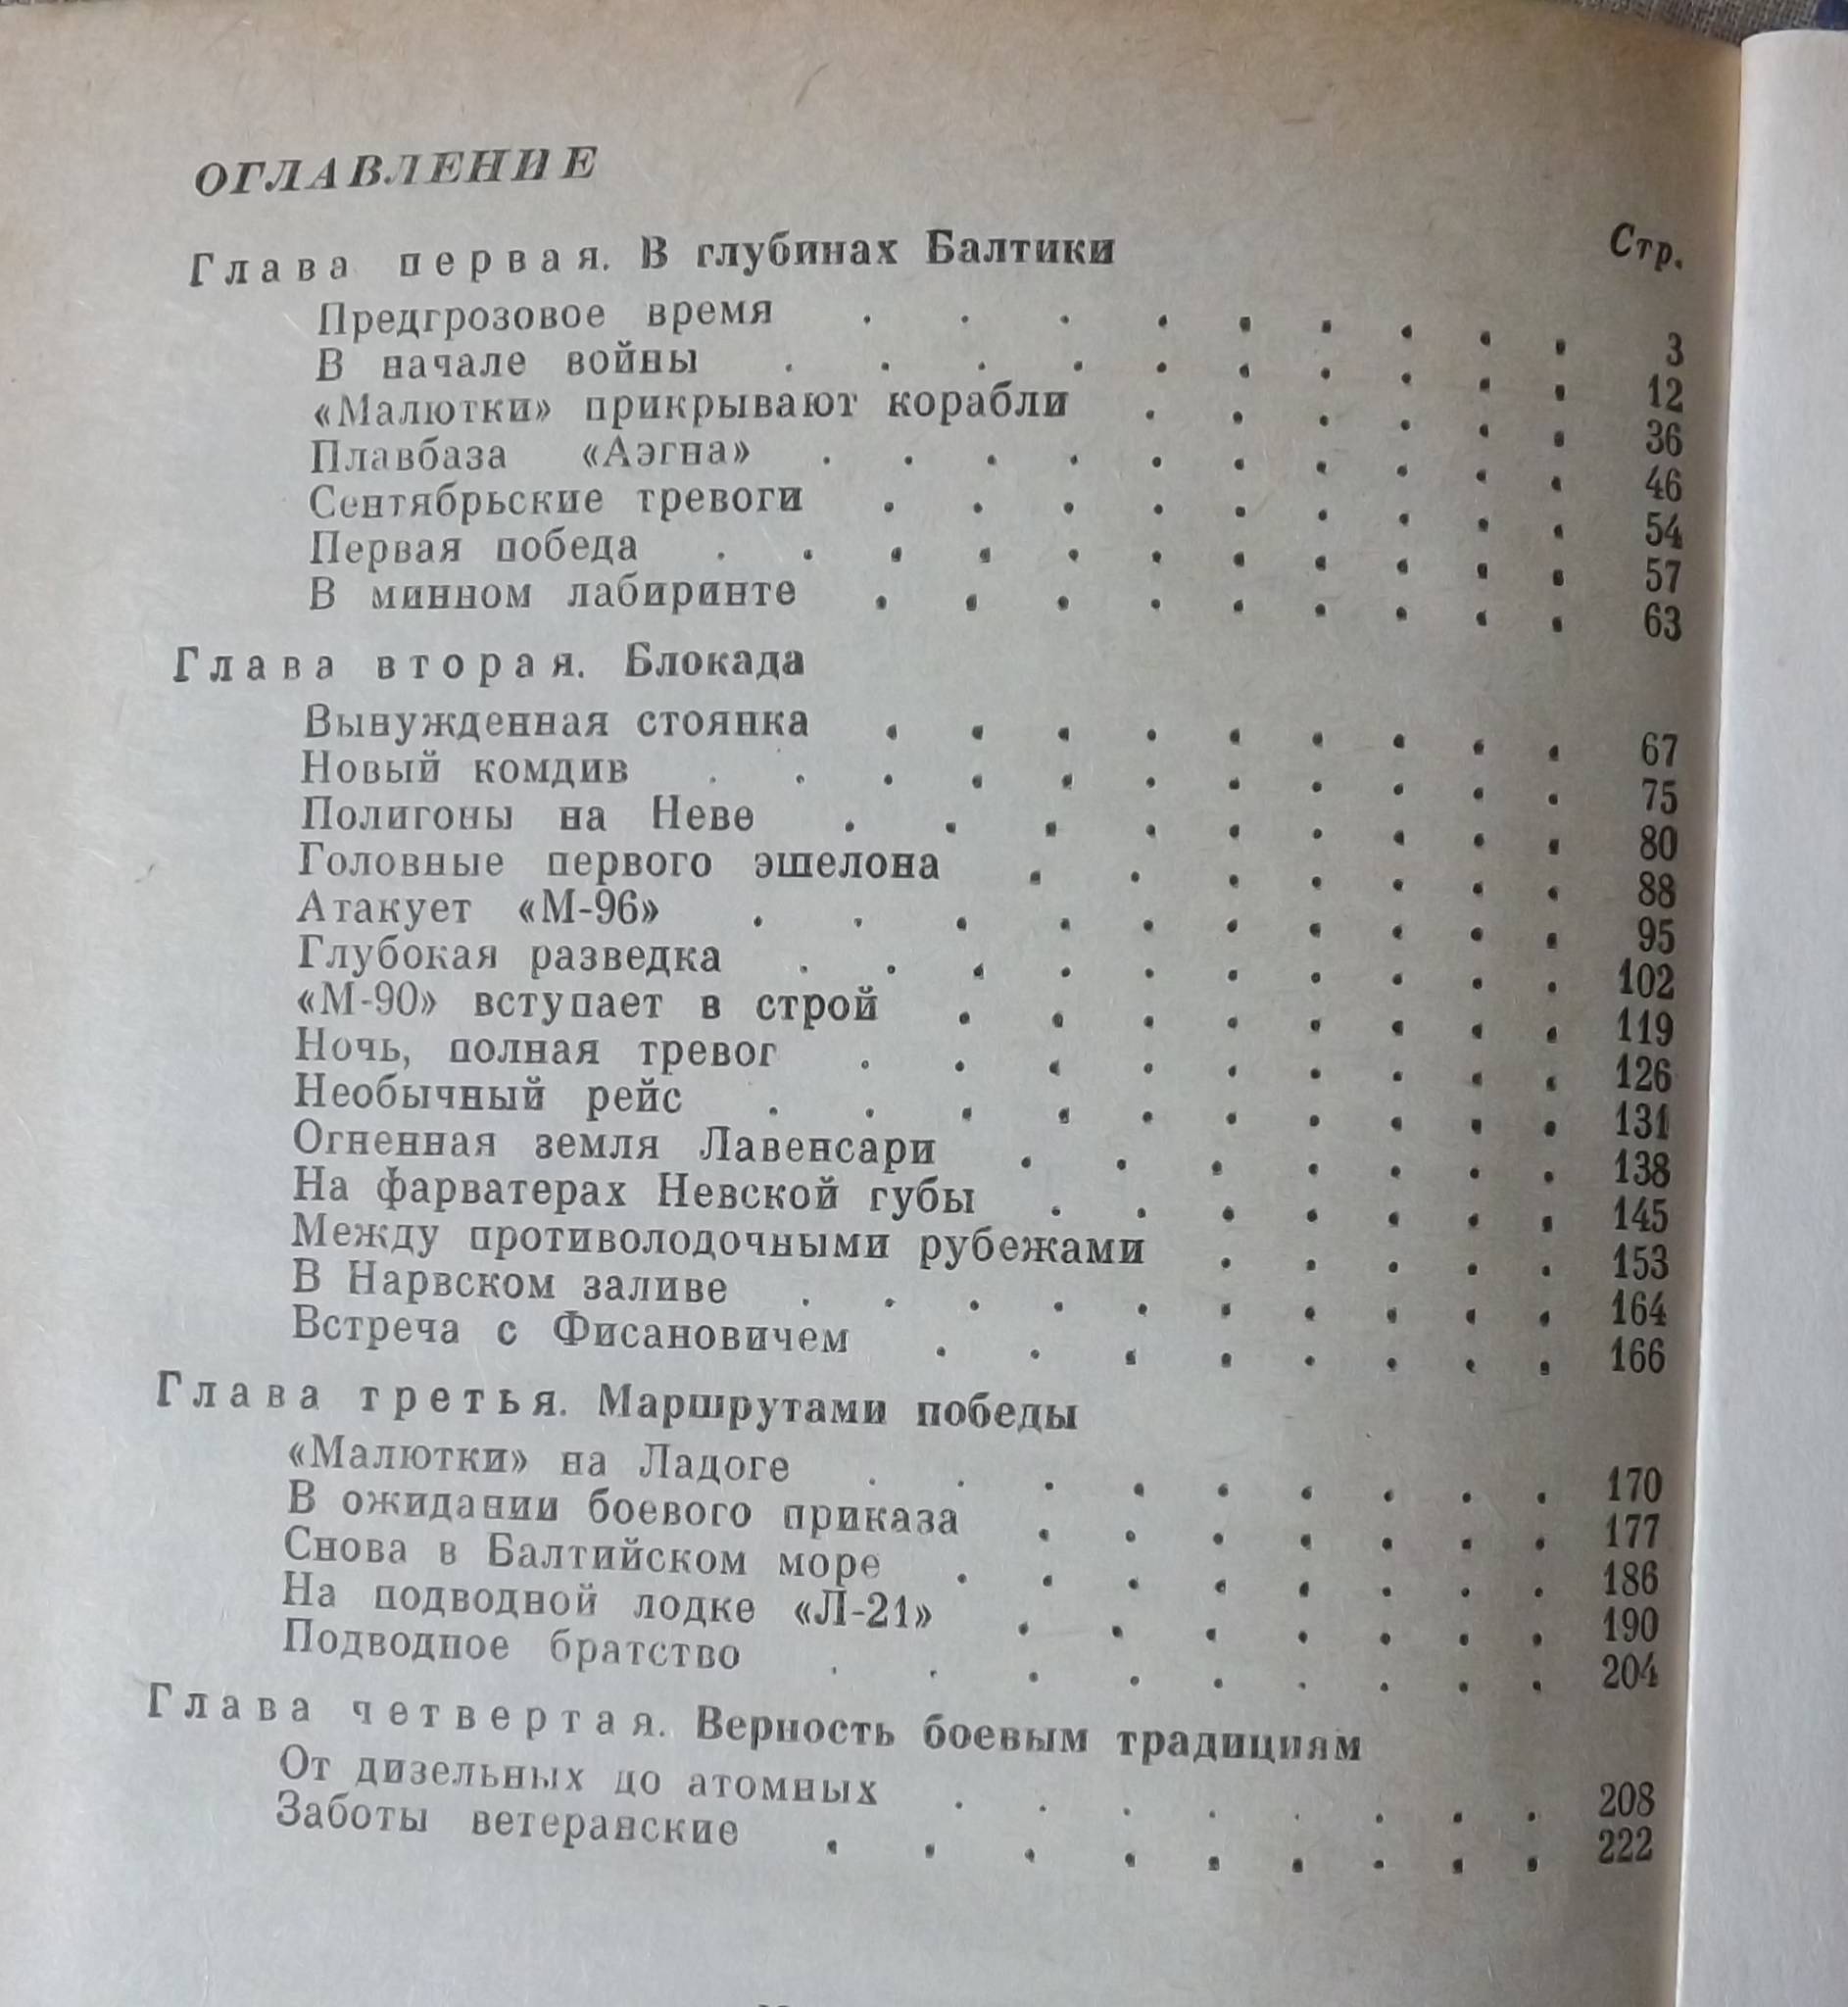 ОГЛАВЛЕНИЕ
Стр.
Глава первая. В глубинах Балтики
Предгрозовое время . . . . . . . . . 3
В начале войны . . . . . . . . . 12
«Малютки» прикрывают корабли . . . . . . 36
Плавбаза «Аэгна» . . . . . . . . . . 46
Сентябрьские тревоги . . . . . . . . . 54
Первая победа . . . . . . . . . . . 57
В минном лабиринте . . . . . . . . . 63
Глава вторая. Блокада
Вынужденная стоянка . . . . . . . . . 67
Новый комдив . . . . . . . . . . . 75
Полигоны на Неве . . . . . . . . . 80
Головные первого эшелона . . . . . . . 88
Атакует «М-96» . . . . . . . . . . 95
Глубокая разведка . . . . . . . . . . 102
«М-90» вступает в строй . . . . . . . . 119
Ночь, полная тревог . . . . . . . . . 126
Необычный рейс . . . . . . . . . . 131
Огненная земля Лавенсари . . . . . . . 138
На фарватерах Невской губы . . . . . . . 145
Между противолодочными рубежами . . . . . 153
В Нарвском заливе . . . . . . . . . . 164
Встреча с Фисановичем . . . . . . . . 166
Глава третья. Маршрутами победы
«Малютки» на Ладоге . . . . . . . . . 170
В ожидании боевого приказа . . . . . . . 177
Снова в Балтийском море . . . . . . . . 186
На подводной лодке «Л-21» . . . . . . . 190
Подводное братство . . . . . . . . . 204
Глава четвертая. Верность боевым традициям
От дизельных до атомных . . . . . . . . 208
Заботы ветеранские . . . . . . . . . 222